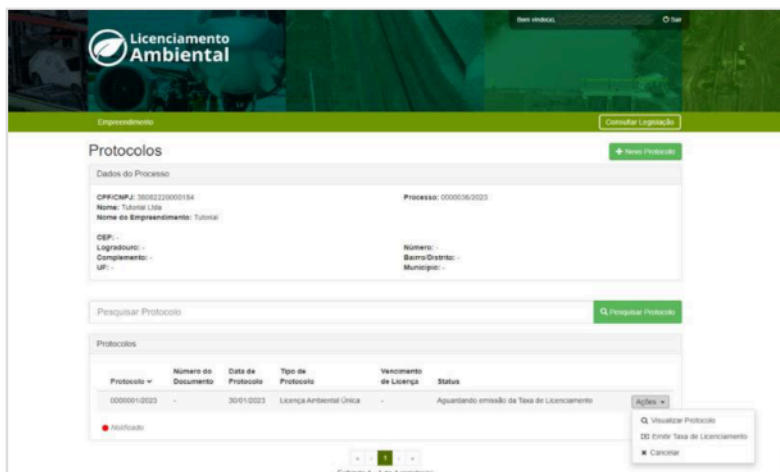 Bem vindo(a),
Sair
Licenciamento
Ambiental
Empreendimento
Consultar Legislação
Protocolos
+ Novo Protocolo
Dados do Processo
CPF/CNPJ: 36082220000184
Processo: 0000036/2023
Nome: Tutorial Ltda
Nome do Empreendimento: Tutorial
CEP: -
Logradouro: -
Número: -
Complemento: -
Bairro/Distrito: -
UF: -
Município: -
Pesquisar Protocolo
Pesquisar Protocolo
Protocolos
Protocolo
Número do Documento
Data de Protocolo
Tipo de Protocolo
Vencimento de Licença
Status
0000001/2023 - 30/01/2023 Licença Ambiental Única - Aguardando emissão da Taxa de Licenciamento
Ações
Notificado
Visualizar Protocolo
Emitir Taxa de Licenciamento
Cancelar
« ‹ 1 › »